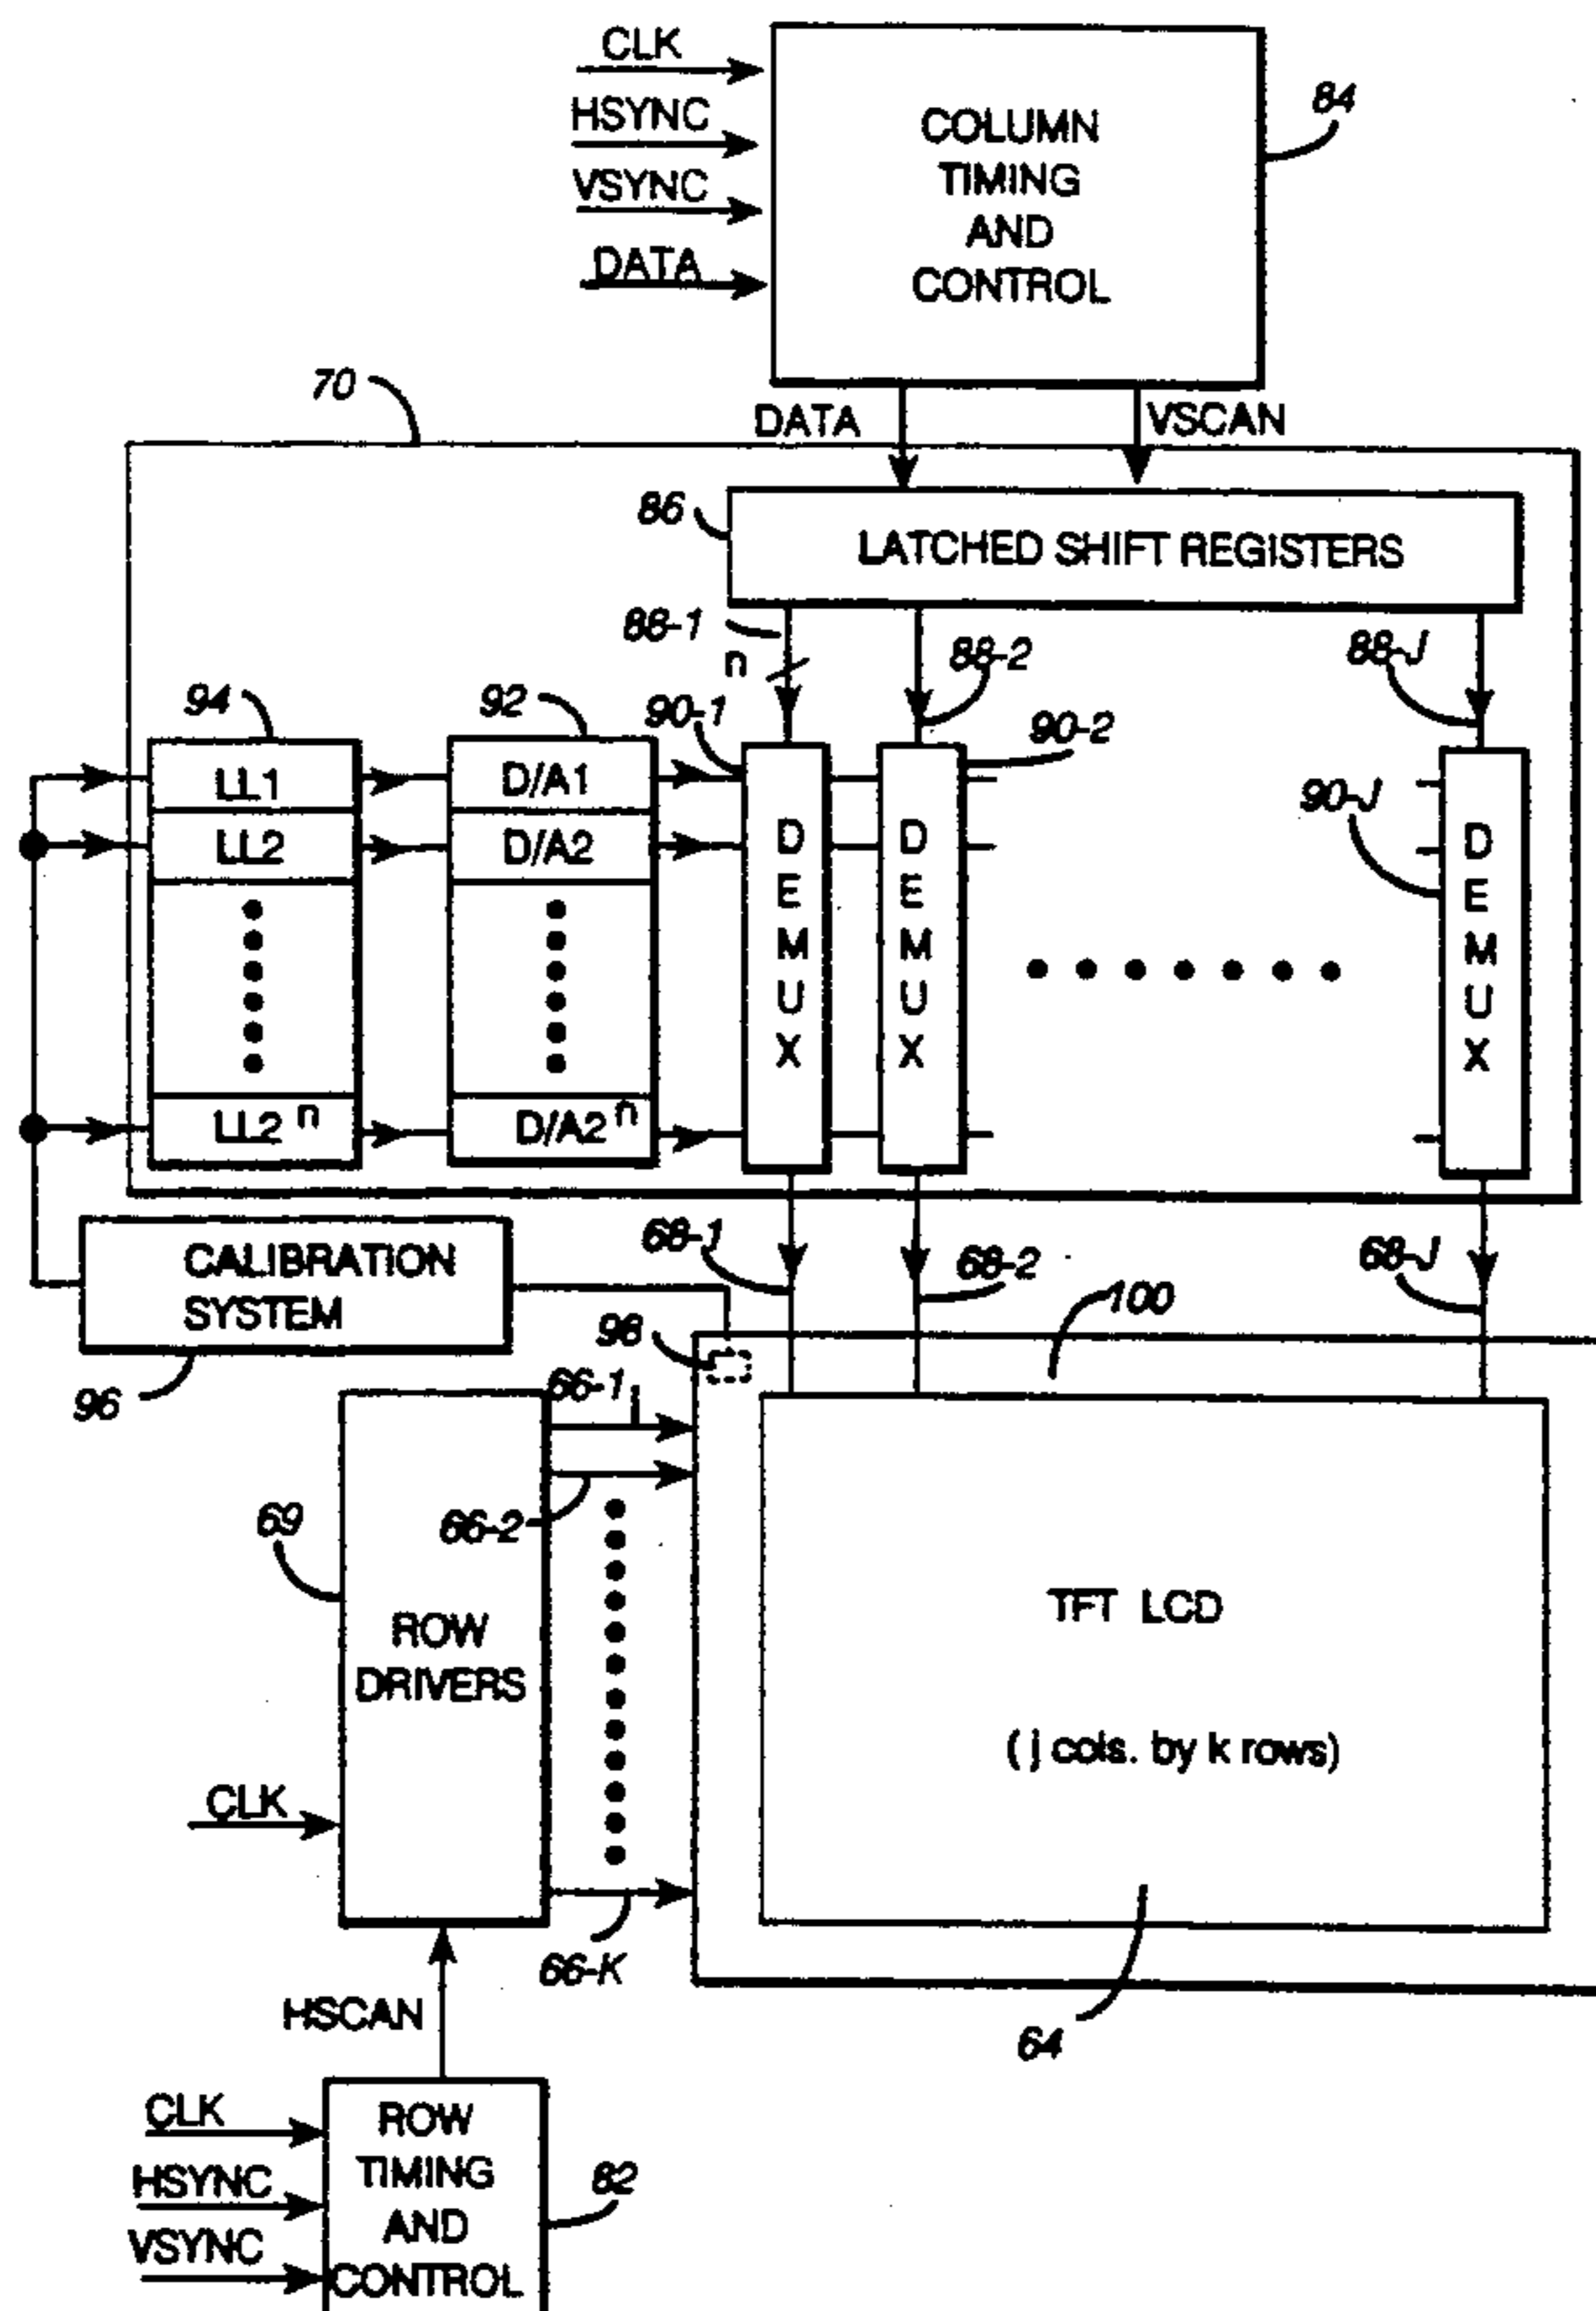 CLK
HSYNC
VSYNC
DATA
COLUMN
TIMING
AND
CONTROL
84
70
DATA
VSCAN
86
LATCHED SHIFT REGISTERS
88-1
n
88-2
88-J
94
92
90-1
90-2
90-J
LL1
LL2
LL2^n
D/A1
D/A2
D/A2^n
DEMUX
DEMUX
DEMUX
CALIBRATION
SYSTEM
96
68-1
68-2
68-J
98
100
66-1
66-2
66-K
69
ROW
DRIVERS
CLK
TFT LCD
(j cols. by k rows)
64
HSCAN
CLK
HSYNC
VSYNC
ROW
TIMING
AND
CONTROL
82